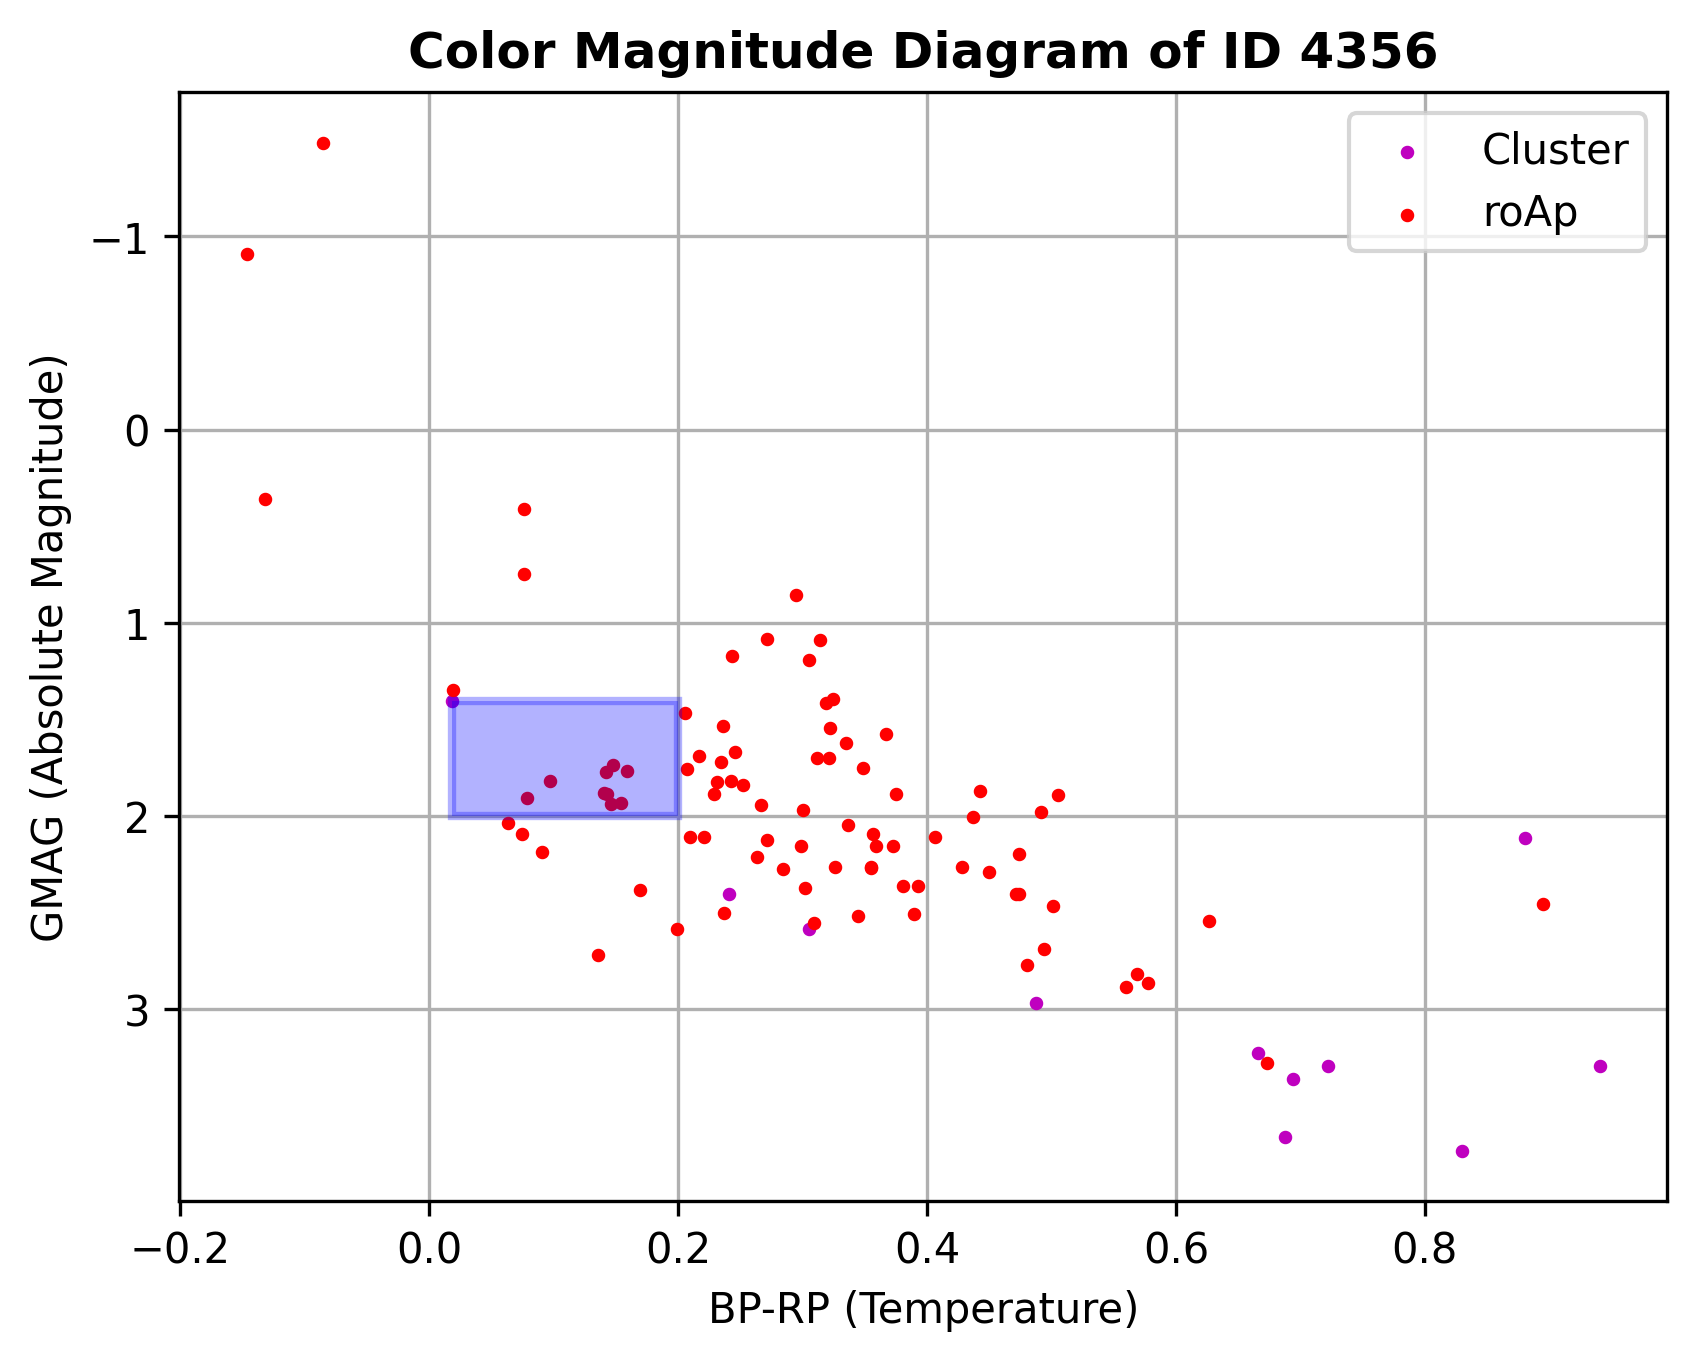 Color Magnitude Diagram of ID 4356
Cluster
roAp
−1
0
1
2
3
GMAG (Absolute Magnitude)
−0.2
0.0
0.2
0.4
0.6
0.8
BP-RP (Temperature)